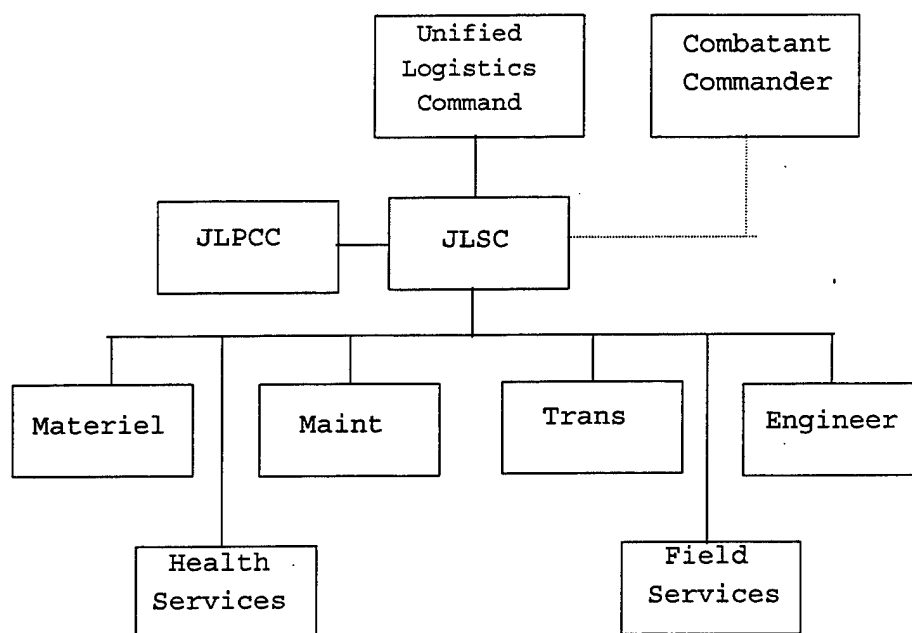 Unified
Logistics
Command
Combatant
Commander
JLPCC
JLSC
Materiel
Maint
Trans
Engineer
Health
Services
Field
Services